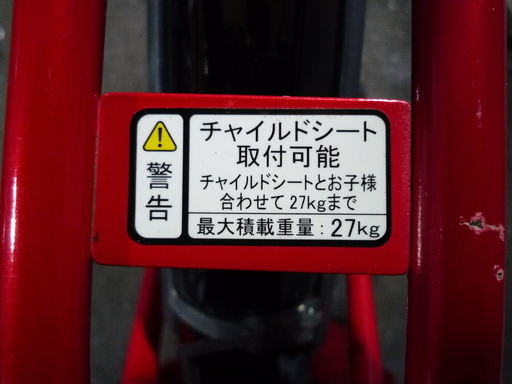 警告
チャイルドシート
取付可能
チャイルドシートとお子様
合わせて27kgまで
最大積載重量:27kg